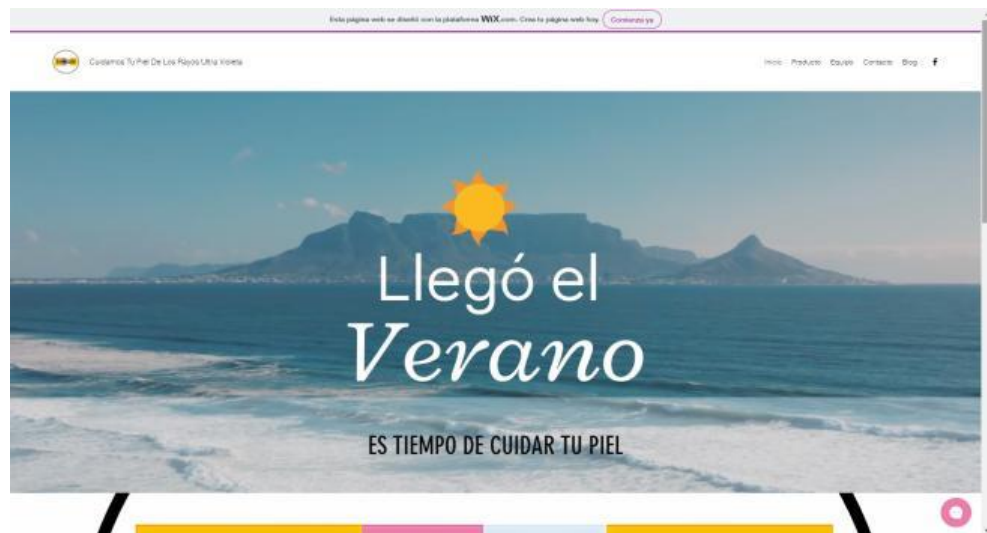 Esta página web se diseñó con la plataforma WiX.com. Crea tu página web hoy. Comienza ya
Cuidamos Tu Piel De Los Rayos Ultra Violeta
Inicio Producto Equipo Contacto Blog f
Llegó el
Verano
ES TIEMPO DE CUIDAR TU PIEL